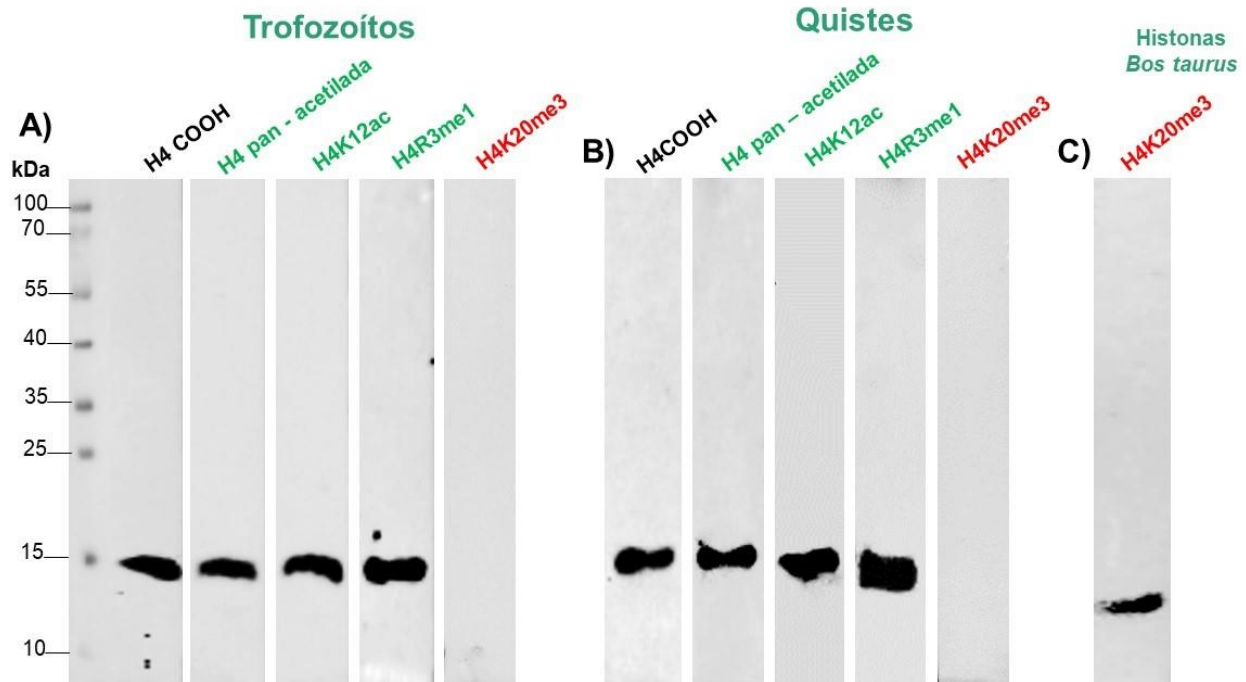 Trofozoítos
Quistes
Histonas
Bos taurus
A)
kDa
H4 COOH
H4 pan - acetilada
H4K12ac
H4R3me1
H4K20me3
B)
H4COOH
H4 pan – acetilada
H4K12ac
H4R3me1
H4K20me3
C)
H4K20me3
100
70
55
40
35
25
15
10